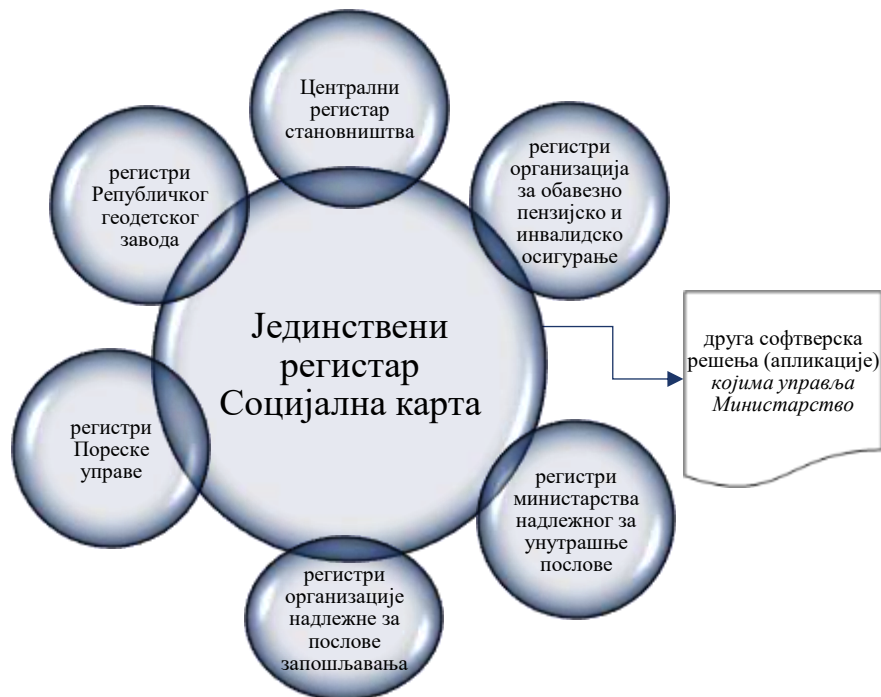 Централни
регистар
становништва
регистри
организација
за обавезно
пензијско и
инвалидско
осигурање
регистри
Републичког
геодетског
завода
Јединствени
регистар
Социјална карта
друга софтверска
решења (апликације)
којима управља
Министарство
регистри
Пореске
управе
регистри
министарства
надлежног за
унутрашње
послове
регистри
организације
надлежне за
послове
запошљавања